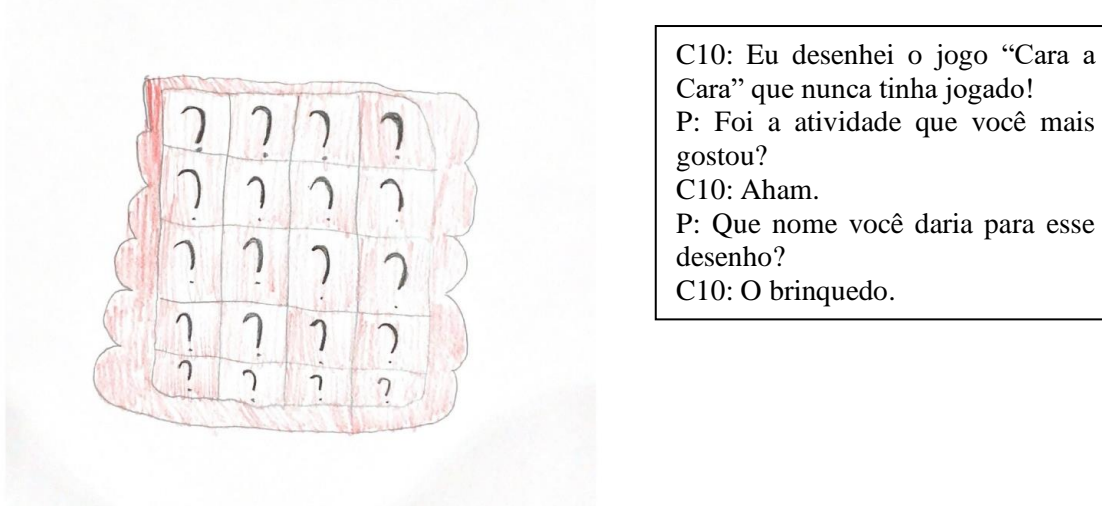 ? ? ? ?
? ? ? ?
? ? ? ?
? ? ? ?
? ? ? ?
C10: Eu desenhei o jogo “Cara a
Cara” que nunca tinha jogado!
P: Foi a atividade que você mais
gostou?
C10: Aham.
P: Que nome você daria para esse
desenho?
C10: O brinquedo.